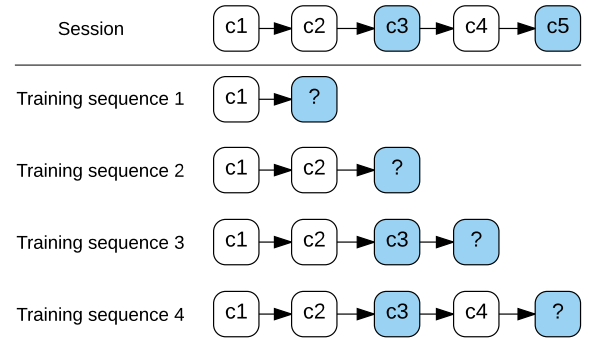 Session c1 c2 c3 c4 c5
Training sequence 1 c1 ?
Training sequence 2 c1 c2 ?
Training sequence 3 c1 c2 c3 ?
Training sequence 4 c1 c2 c3 c4 ?